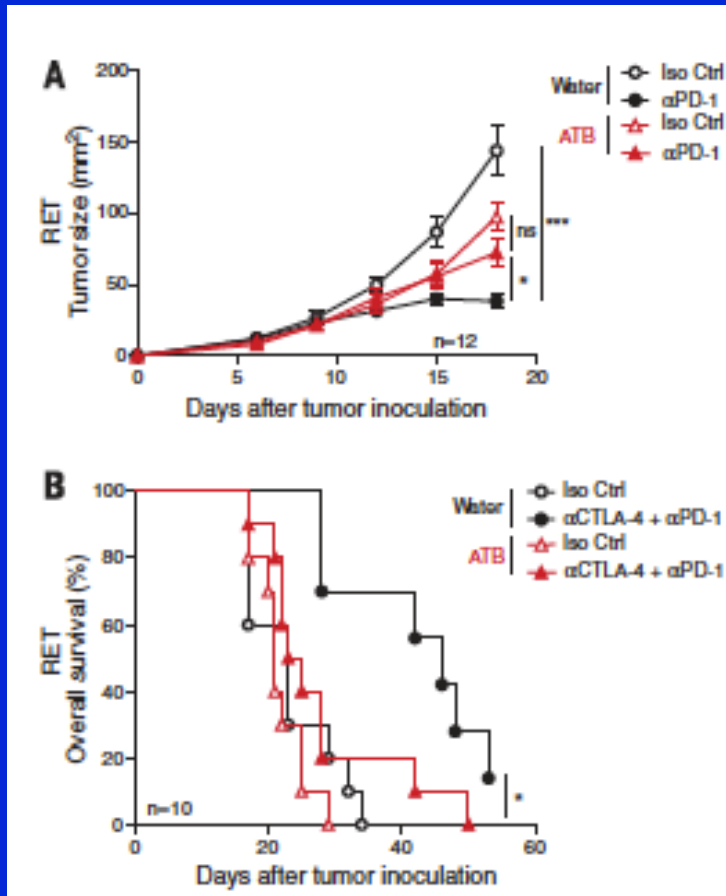 A
200
150
100
50
0
RET
Tumor size (mm²)
Water
Iso Ctrl
αPD-1
ATB
Iso Ctrl
αPD-1
ns
***
*
n=12
0 5 10 15 20
Days after tumor inoculation
B
100
80
60
40
20
0
RET
Overall survival (%)
Water
Iso Ctrl
αCTLA-4 + αPD-1
ATB
Iso Ctrl
αCTLA-4 + αPD-1
*
n=10
0 20 40 60
Days after tumor inoculation